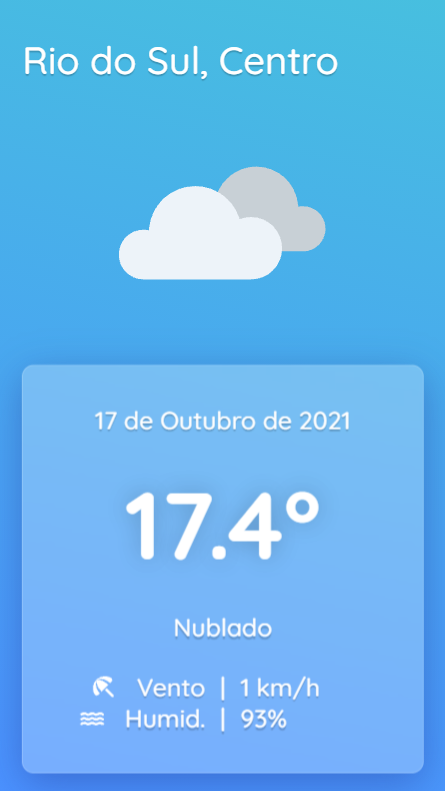 Rio do Sul, Centro
17 de Outubro de 2021
17.4°
Nublado
Vento | 1 km/h
Humid. | 93%